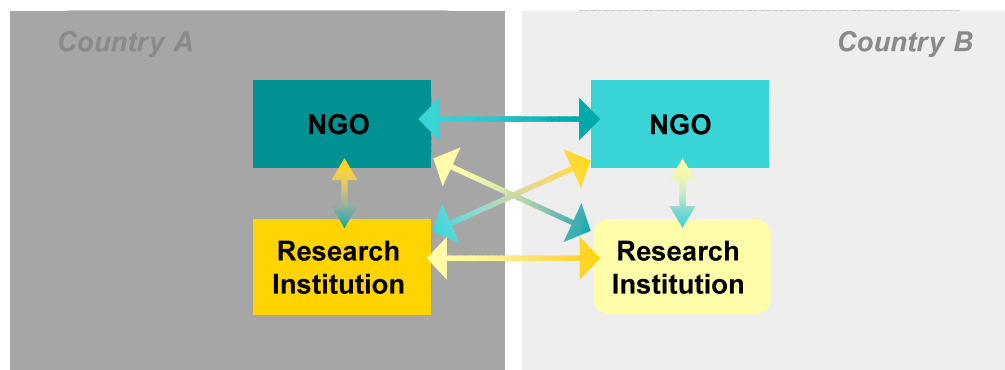 Country A
Country B
NGO
NGO
Research
Institution
Research
Institution